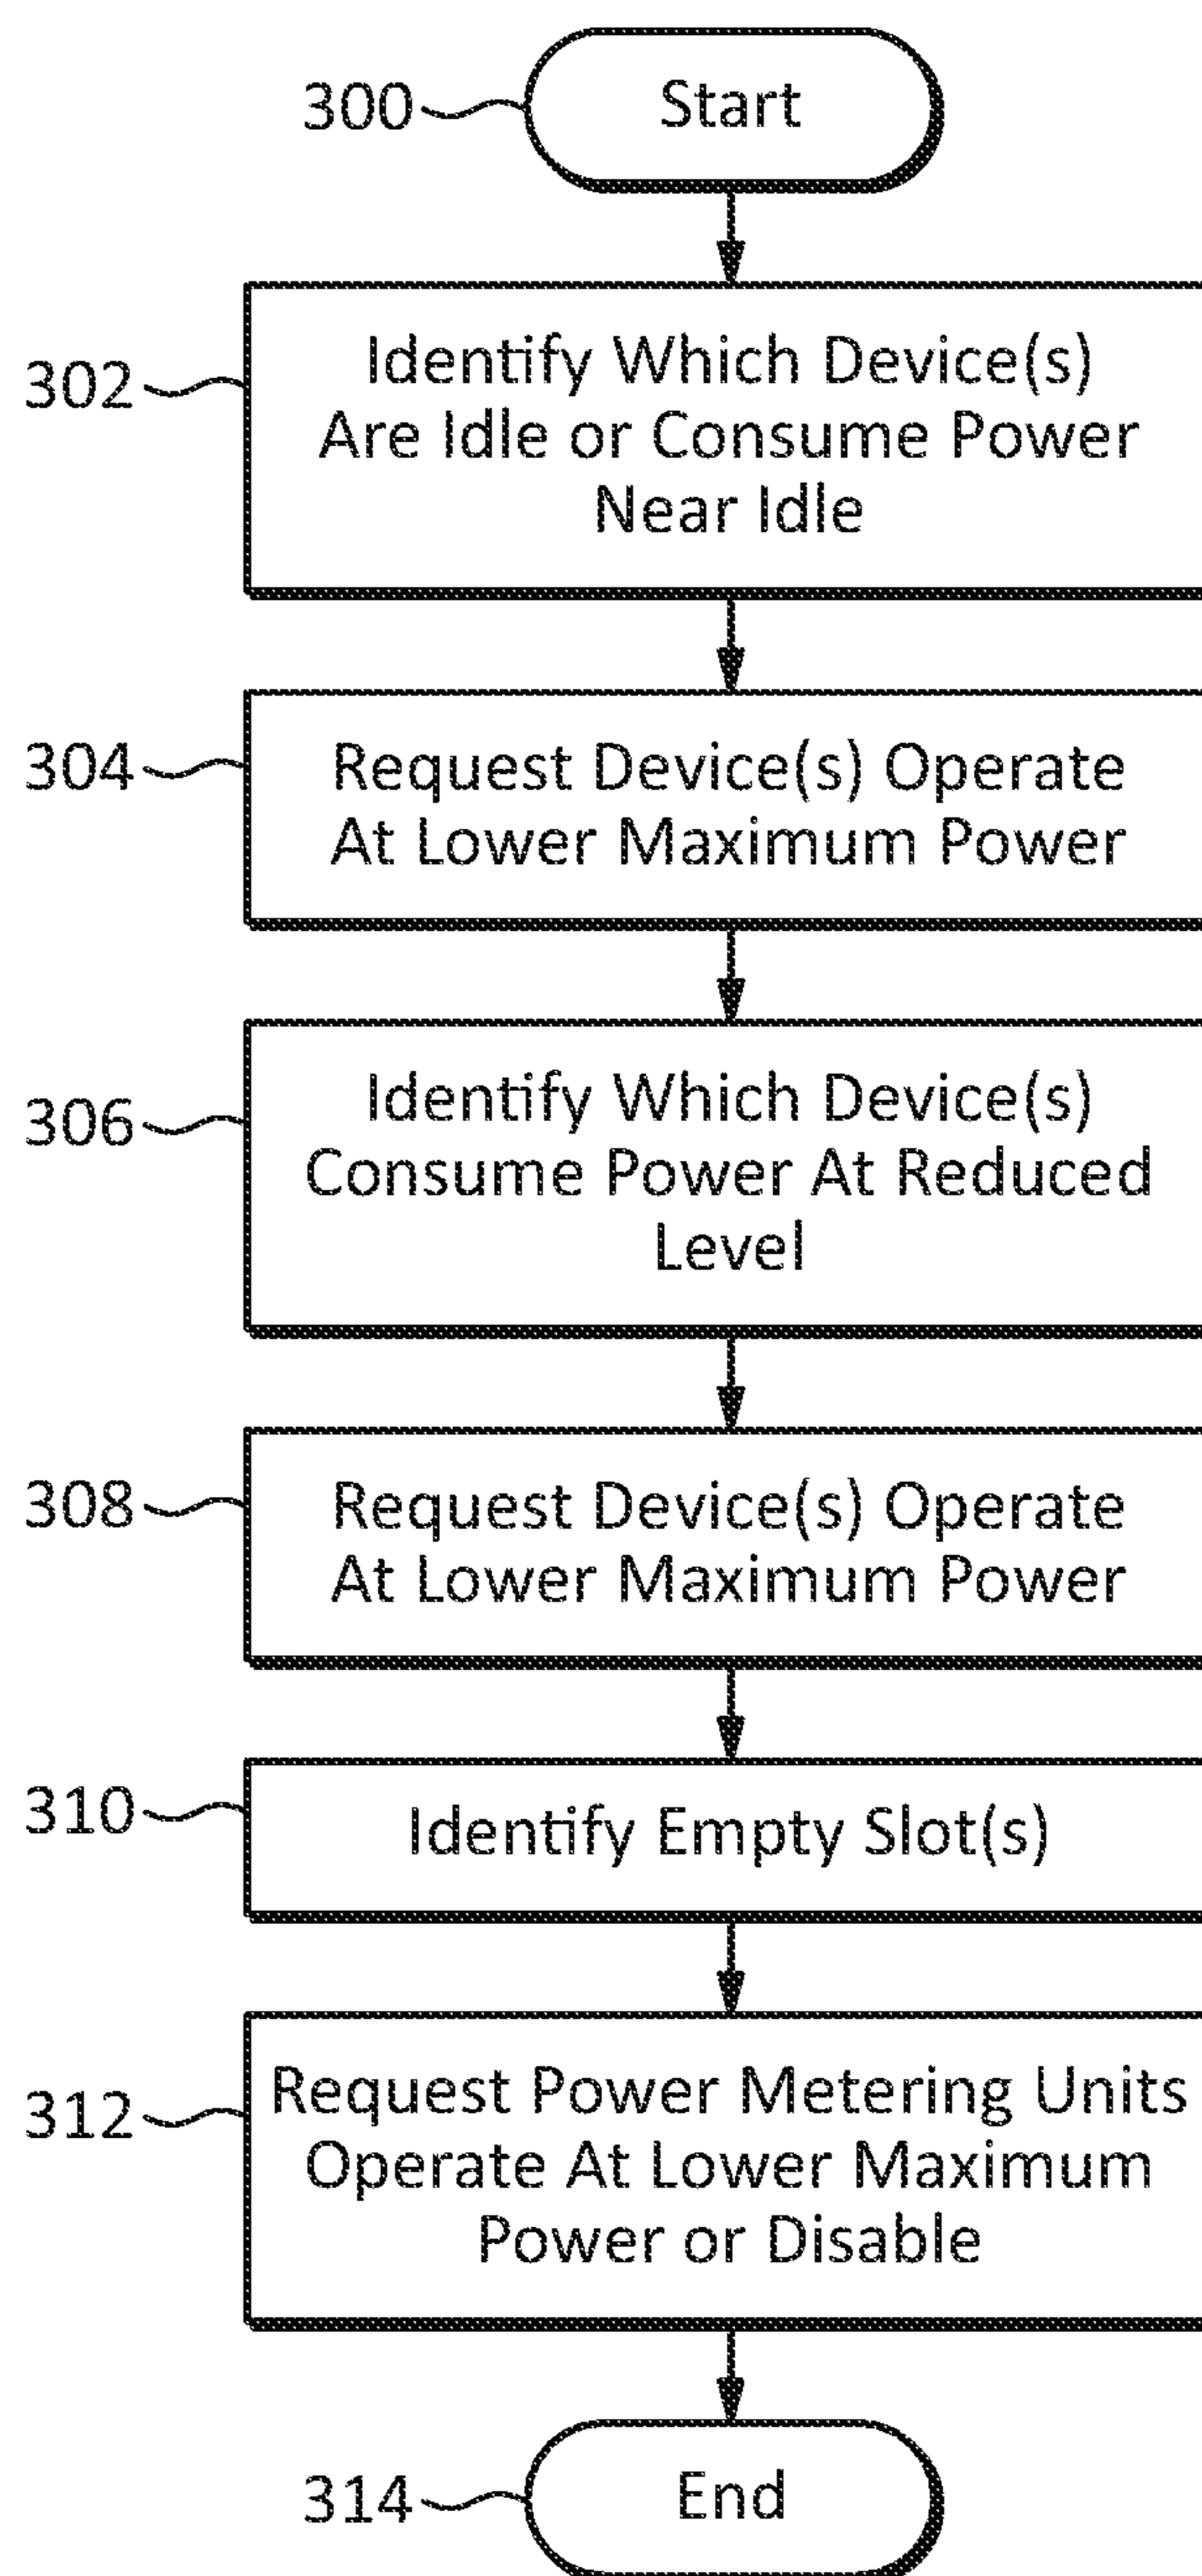 300
Start
302
Identify Which Device(s)
Are Idle or Consume Power
Near Idle
304
Request Device(s) Operate
At Lower Maximum Power
306
Identify Which Device(s)
Consume Power At Reduced
Level
308
Request Device(s) Operate
At Lower Maximum Power
310
Identify Empty Slot(s)
312
Request Power Metering Units
Operate At Lower Maximum
Power or Disable
314
End